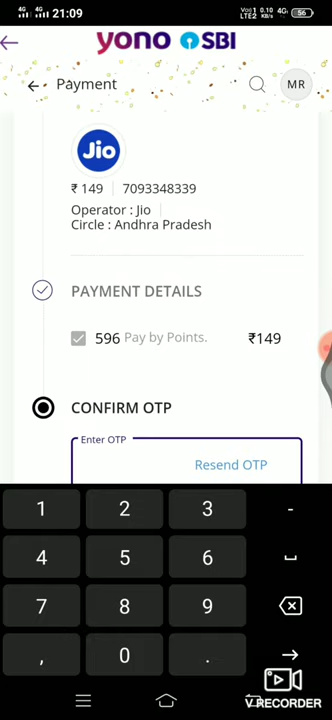 4G 4G 21:09 Vo1 0.10 4G 56
LTE2 KB/s
yono SBI
Payment MR
Jio
₹ 149 7093348339
Operator : Jio
Circle : Andhra Pradesh
PAYMENT DETAILS
596 Pay by Points. ₹149
CONFIRM OTP
Enter OTP
Resend OTP
1 2 3 -
4 5 6
7 8 9
, 0 .
V RECORDER